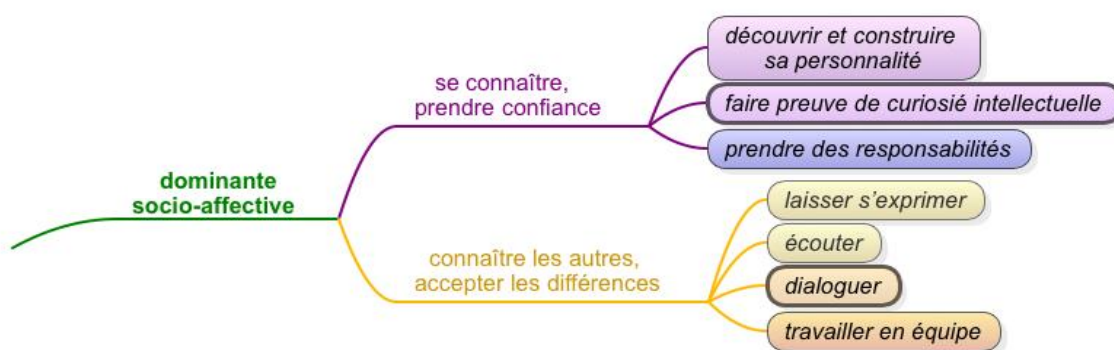 dominante
socio-affective
se connaître,
prendre confiance
découvrir et construire
sa personnalité
faire preuve de curiosié intellectuelle
prendre des responsabilités
connaître les autres,
accepter les différences
laisser s'exprimer
écouter
dialoguer
travailler en équipe